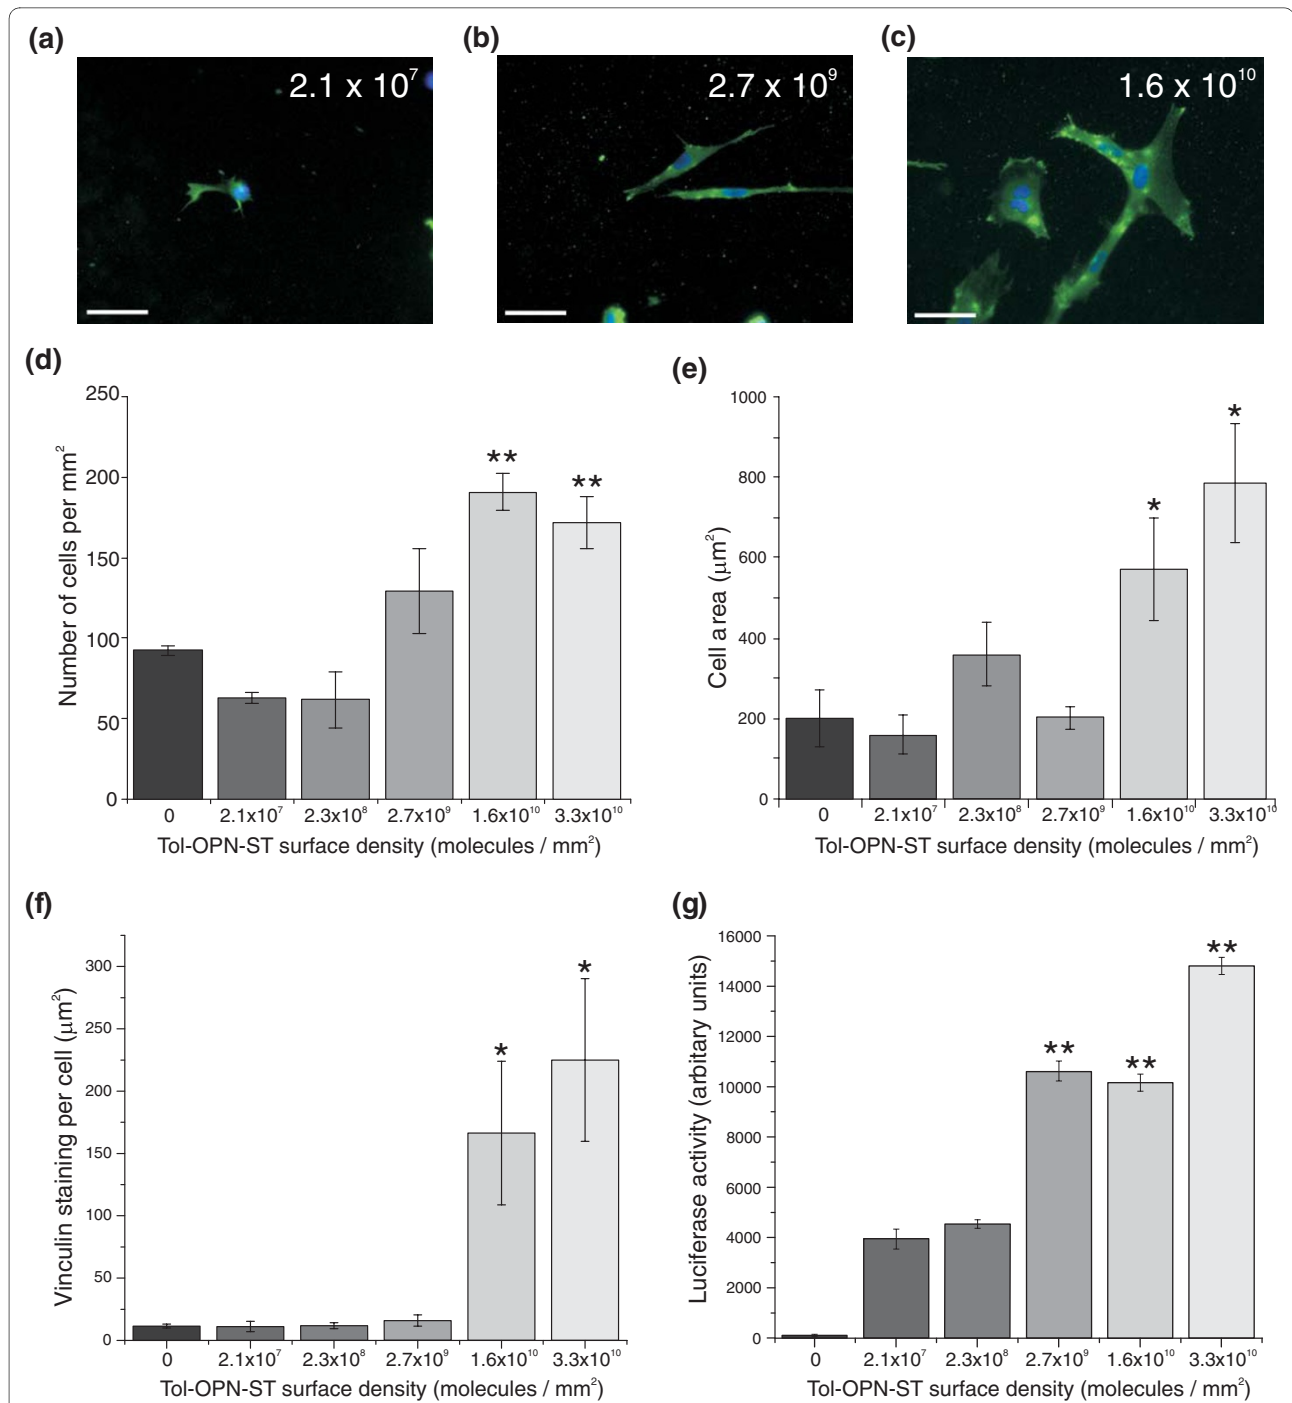 (a)
2.1 x 10⁷
(b)
2.7 x 10⁹
(c)
1.6 x 10¹⁰
(d)
Number of cells per mm²
250
200
150
100
50
0
** **
0 2.1x10⁷ 2.3x10⁸ 2.7x10⁹ 1.6x10¹⁰ 3.3x10¹⁰
Tol-OPN-ST surface density (molecules / mm²)
(e)
Cell area (μm²)
1000
800
600
400
200
0
* *
0 2.1x10⁷ 2.3x10⁸ 2.7x10⁹ 1.6x10¹⁰ 3.3x10¹⁰
Tol-OPN-ST surface density (molecules / mm²)
(f)
Vinculin staining per cell (μm²)
300
250
200
150
100
50
0
* *
0 2.1x10⁷ 2.3x10⁸ 2.7x10⁹ 1.6x10¹⁰ 3.3x10¹⁰
Tol-OPN-ST surface density (molecules / mm²)
(g)
Luciferase activity (arbitary units)
16000
14000
12000
10000
8000
6000
4000
2000
0
** ** **
0 2.1x10⁷ 2.3x10⁸ 2.7x10⁹ 1.6x10¹⁰ 3.3x10¹⁰
Tol-OPN-ST surface density (molecules / mm²)